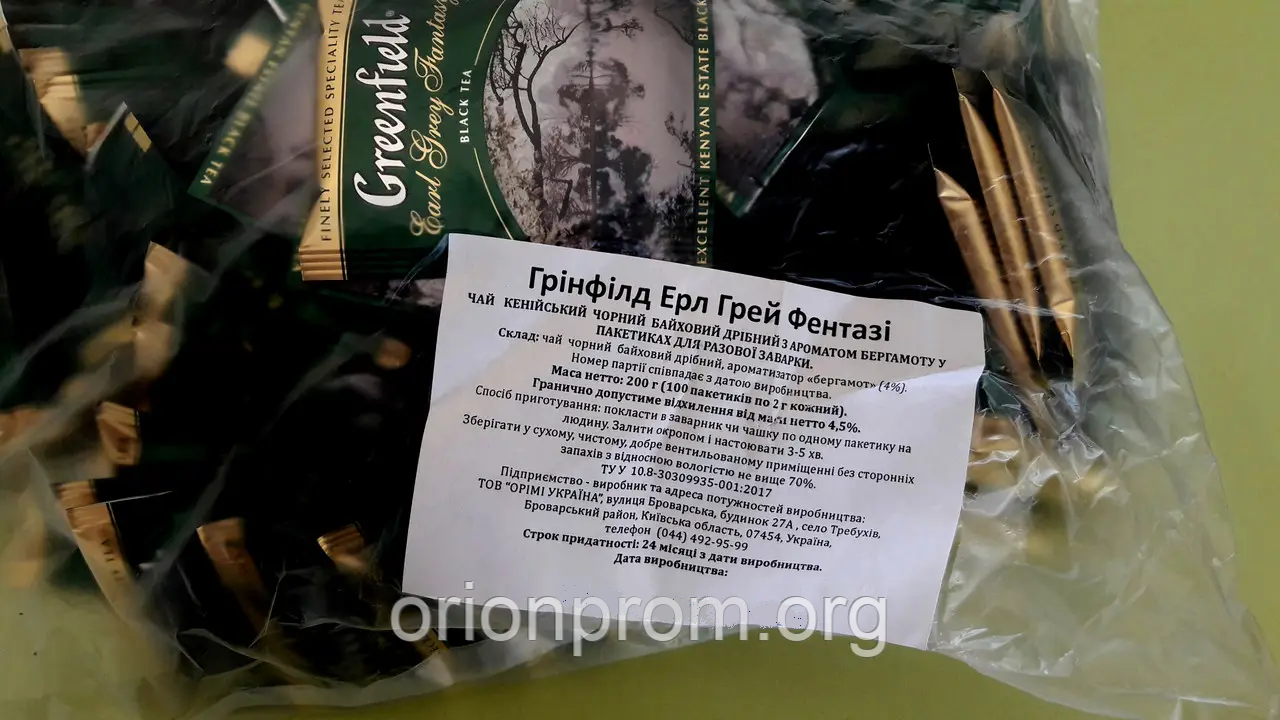 FINELY SELECTED SPECIALITY TEA
Greenfield®
Earl Grey Fantasy
BLACK TEA
EXCELLENT KENYAN ESTATE BLACK
KENYAN ESTATE BLACK TEA
Грінфілд Ерл Грей Фентазі
ЧАЙ КЕНІЙСЬКИЙ ЧОРНИЙ БАЙХОВИЙ ДРІБНИЙ З АРОМАТОМ БЕРГАМОТУ У
ПАКЕТИКАХ ДЛЯ РАЗОВОЇ ЗАВАРКИ.
Склад: чай чорний байховий дрібний, ароматизатор «бергамот» (4%).
Номер партії співпадає з датою виробництва.
Маса нетто: 200 г (100 пакетиків по 2 г кожний).
Гранично допустиме відхилення від маси нетто 4,5%.
Спосіб приготування: покласти в заварник чи чашку по одному пакетику на
людину. Залити окропом і настоювати 3-5 хв.
Зберігати у сухому, чистому, добре вентильованому приміщенні без сторонніх
запахів з відносною вологістю не вище 70%.
ТУ У 10.8-30309935-001:2017
Підприємство - виробник та адреса потужностей виробництва:
ТОВ "ОРІМІ УКРАЇНА", вулиця Броварська, будинок 27А , село Требухів,
Броварський район, Київська область, 07454, Україна,
телефон (044) 492-95-99
Строк придатності: 24 місяці з дати виробництва.
Дата виробництва:
orionprom.org